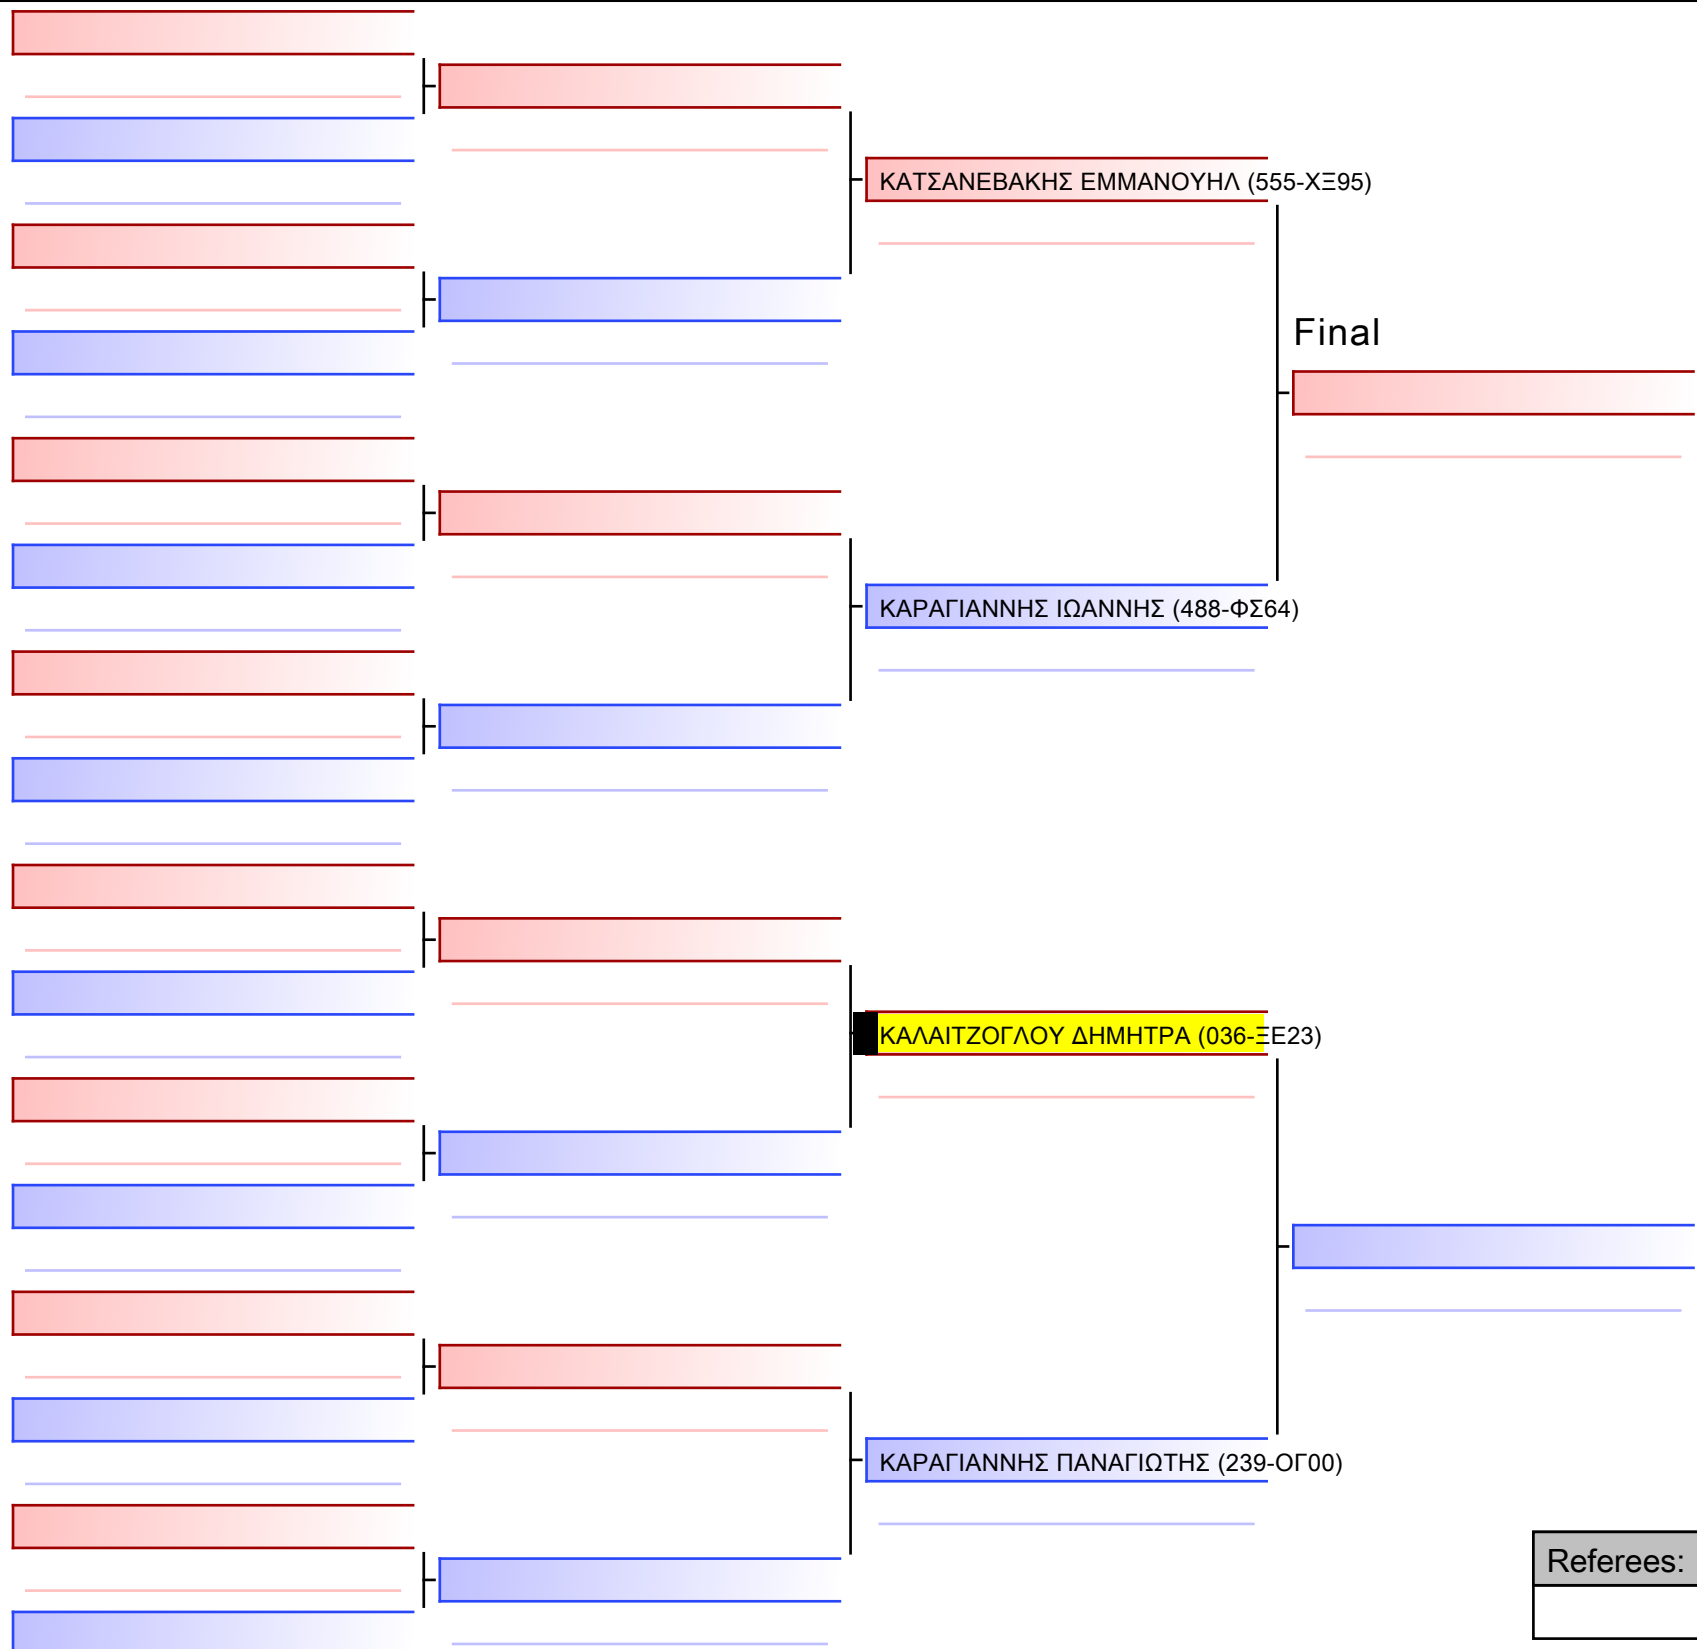 ΚΑΤΣΑΝΕΒΑΚΗΣ ΕΜΜΑΝΟΥΗΛ (555-ΧΞ95)
Final
ΚΑΡΑΓΙΑΝΝΗΣ ΙΩΑΝΝΗΣ (488-ΦΣ64)
ΚΑΛΑΙΤΖΟΓΛΟΥ ΔΗΜΗΤΡΑ (036-ΞΕ23)
ΚΑΡΑΓΙΑΝΝΗΣ ΠΑΝΑΓΙΩΤΗΣ (239-ΟΓ00)
Referees: